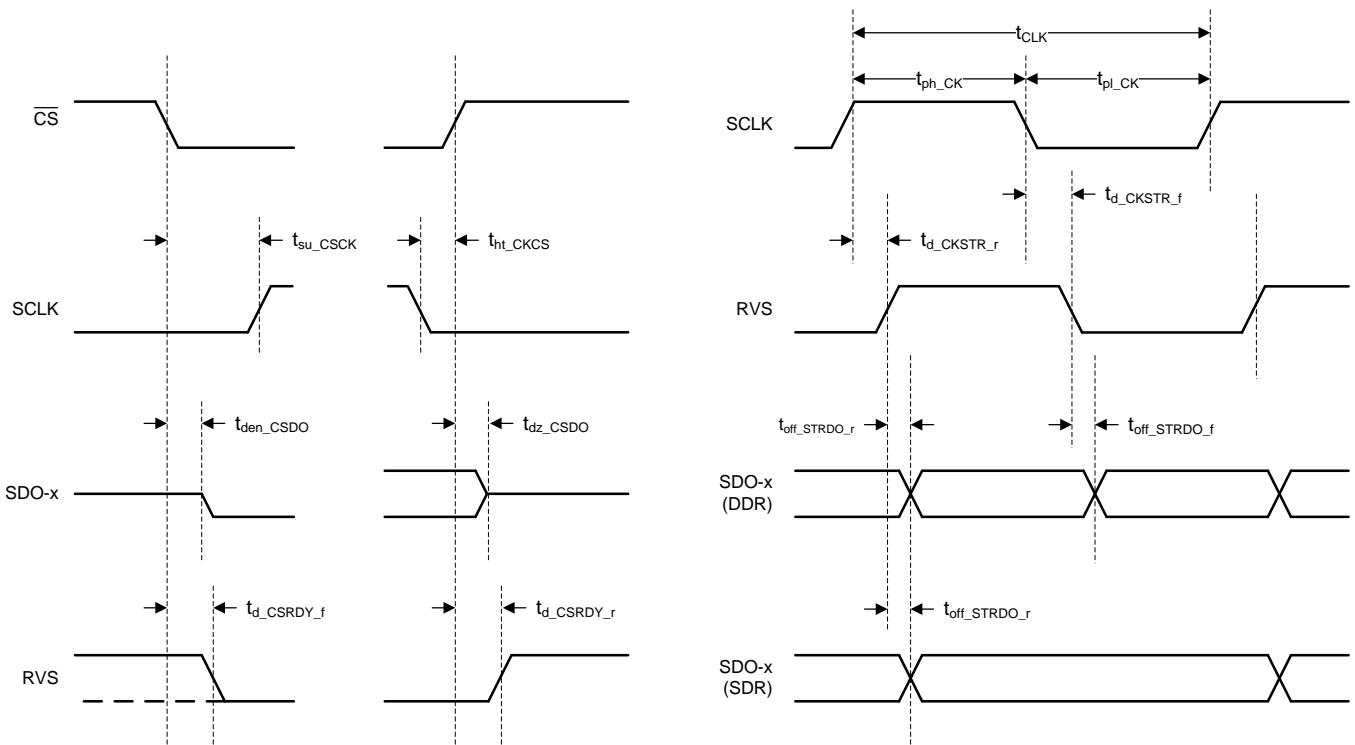 CS
t_su_CSCK
t_ht_CKCS
SCLK
t_den_CSDO
t_dz_CSDO
SDO-x
t_d_CSRDY_f
t_d_CSRDY_r
RVS
t_CLK
t_ph_CK
t_pl_CK
SCLK
t_d_CKSTR_f
t_d_CKSTR_r
RVS
t_off_STRDO_r
t_off_STRDO_f
SDO-x
(DDR)
t_off_STRDO_r
SDO-x
(SDR)